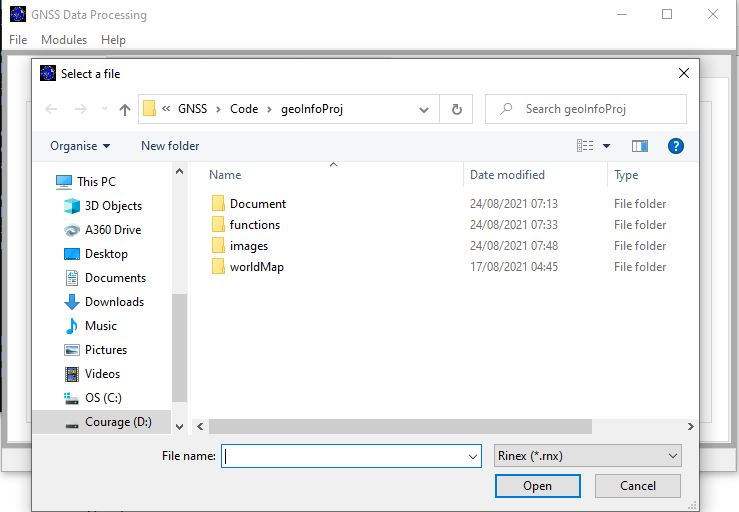 GNSS Data Processing
File Modules Help
Select a file
« GNSS > Code > geoInfoProj
Search geoInfoProj
Organise New folder
Name Date modified Type
This PC
3D Objects
A360 Drive
Desktop
Documents
Downloads
Music
Pictures
Videos
OS (C:)
Courage (D:)
Document 24/08/2021 07:13 File folder
functions 24/08/2021 07:33 File folder
images 24/08/2021 07:48 File folder
worldMap 17/08/2021 04:45 File folder
File name: Rinex (*.rnx)
Open Cancel